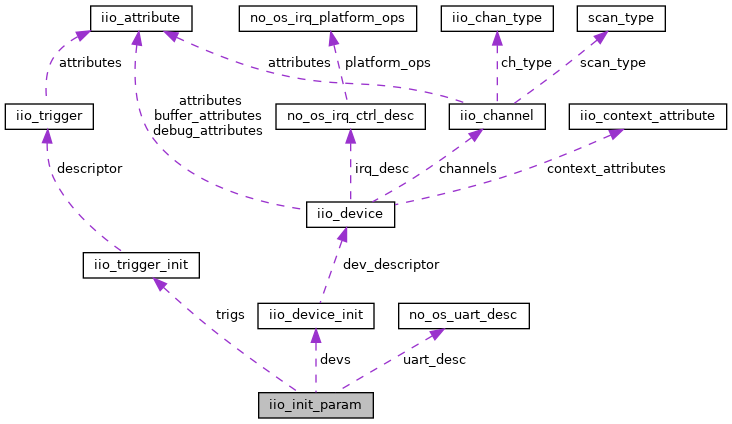 iio_attribute
no_os_irq_platform_ops
iio_chan_type
scan_type
attributes
attributes
platform_ops
ch_type
scan_type
iio_trigger
attributes
buffer_attributes
debug_attributes
no_os_irq_ctrl_desc
iio_channel
iio_context_attribute
descriptor
irq_desc
channels
context_attributes
iio_device
iio_trigger_init
dev_descriptor
trigs
iio_device_init
no_os_uart_desc
devs
uart_desc
iio_init_param